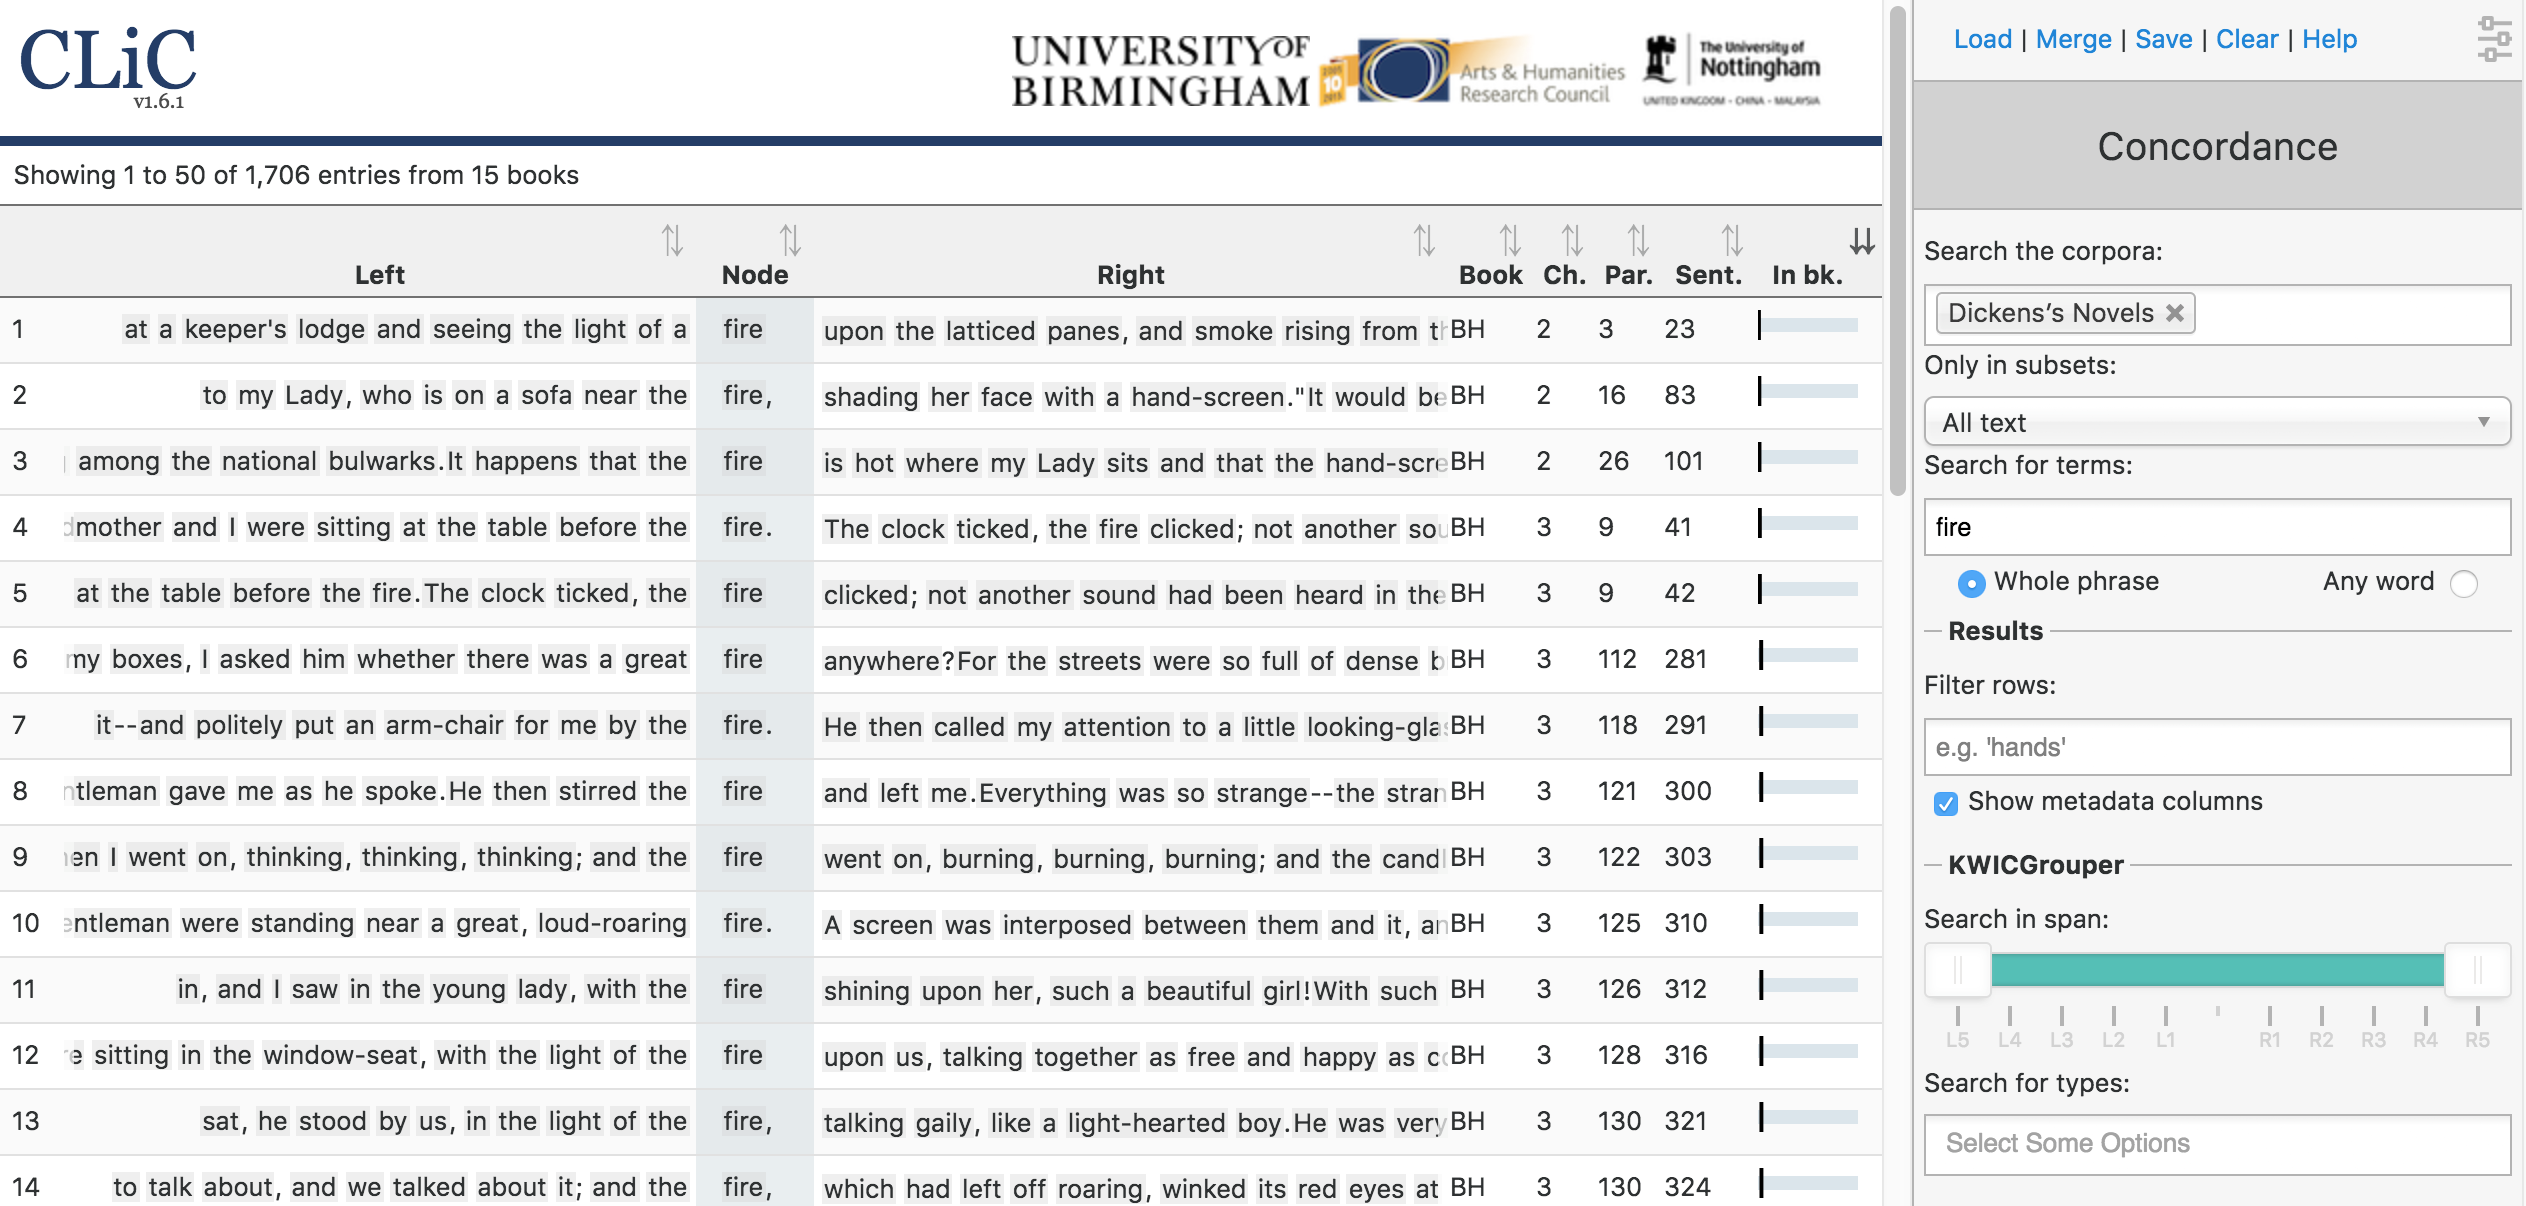 CLiC
v1.6.1
UNIVERSITY OF
BIRMINGHAM
2005
10
2015
Arts & Humanities
Research Council
The University of
Nottingham
UNITED KINGDOM · CHINA · MALAYSIA
Showing 1 to 50 of 1,706 entries from 15 books
Left Node Right Book Ch. Par. Sent. In bk.
1 at a keeper's lodge and seeing the light of a fire upon the latticed panes, and smoke rising from BH 2 3 23
2 to my Lady, who is on a sofa near the fire, shading her face with a hand-screen."It would be BH 2 16 83
3 among the national bulwarks.It happens that the fire is hot where my Lady sits and that the hand-scre BH 2 26 101
4 dmother and I were sitting at the table before the fire. The clock ticked, the fire clicked; not another sou BH 3 9 41
5 at the table before the fire.The clock ticked, the fire clicked; not another sound had been heard in the BH 3 9 42
6 my boxes, I asked him whether there was a great fire anywhere?For the streets were so full of dense b BH 3 112 281
7 it--and politely put an arm-chair for me by the fire. He then called my attention to a little looking-glas BH 3 118 291
8 ntleman gave me as he spoke.He then stirred the fire and left me.Everything was so strange--the stran BH 3 121 300
9 en I went on, thinking, thinking, thinking; and the fire went on, burning, burning, burning; and the cand BH 3 122 303
10 entleman were standing near a great, loud-roaring fire. A screen was interposed between them and it, an BH 3 125 310
11 in, and I saw in the young lady, with the fire shining upon her, such a beautiful girl!With such BH 3 126 312
12 e sitting in the window-seat, with the light of the fire upon us, talking together as free and happy as c BH 3 128 316
13 sat, he stood by us, in the light of the fire, talking gaily, like a light-hearted boy.He was very BH 3 130 321
14 to talk about, and we talked about it; and the fire, which had left off roaring, winked its red eyes at BH 3 130 324
Load | Merge | Save | Clear | Help
Concordance
Search the corpora:
Dickens’s Novels
Only in subsets:
All text
Search for terms:
fire
Whole phrase Any word
Results
Filter rows:
e.g. 'hands'
Show metadata columns
KWICGrouper
Search in span:
L5 L4 L3 L2 L1 R1 R2 R3 R4 R5
Search for types:
Select Some Options